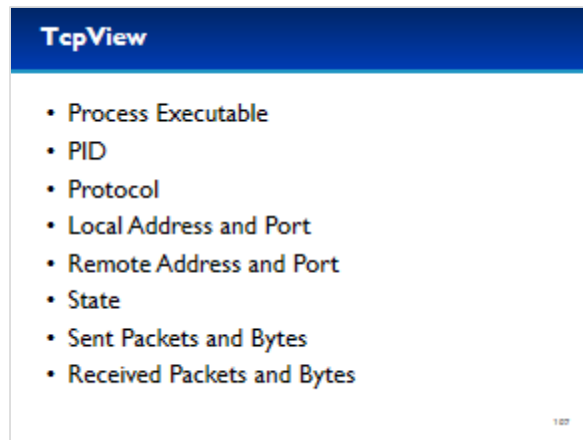 TcpView
• Process Executable
• PID
• Protocol
• Local Address and Port
• Remote Address and Port
• State
• Sent Packets and Bytes
• Received Packets and Bytes